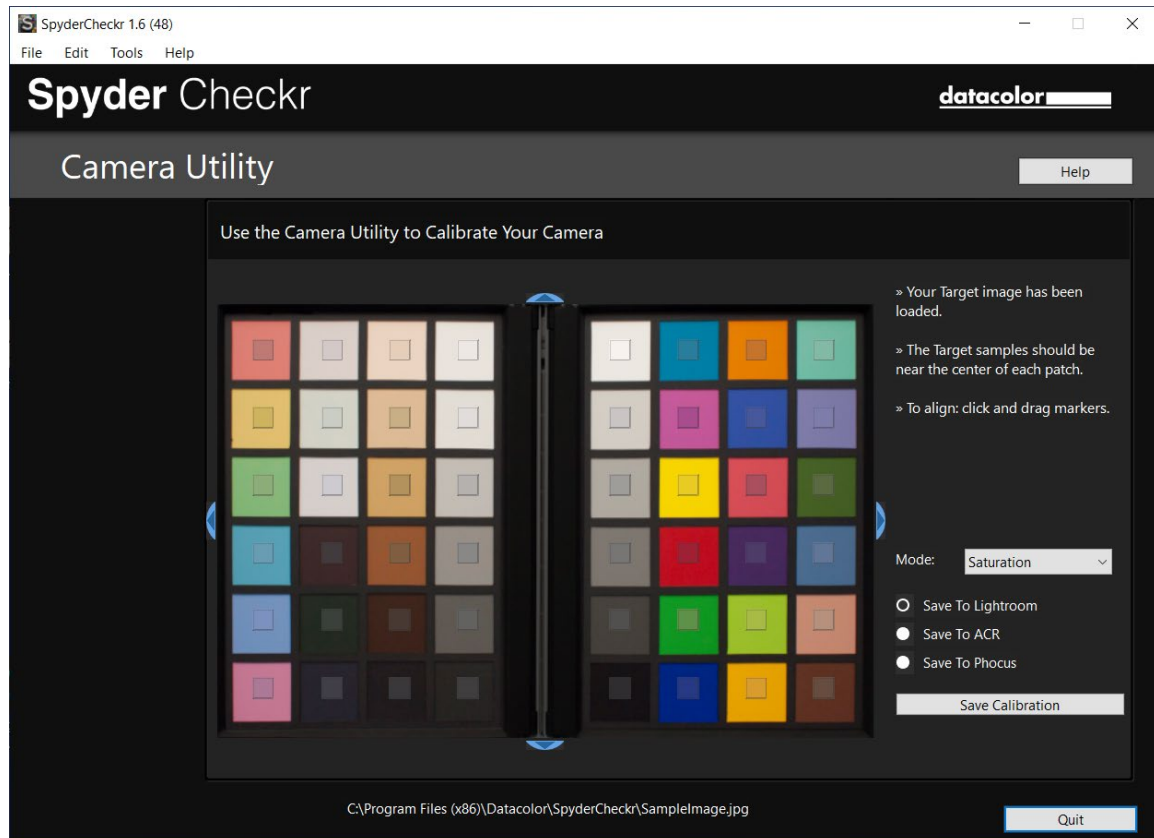 SpyderCheckr 1.6 (48)
File Edit Tools Help
Spyder Checkr
datacolor
Camera Utility
Help
Use the Camera Utility to Calibrate Your Camera
» Your Target image has been
loaded.
» The Target samples should be
near the center of each patch.
» To align: click and drag markers.
Mode: Saturation
Save To Lightroom
Save To ACR
Save To Phocus
Save Calibration
C:\Program Files (x86)\Datacolor\SpyderCheckr\SampleImage.jpg
Quit